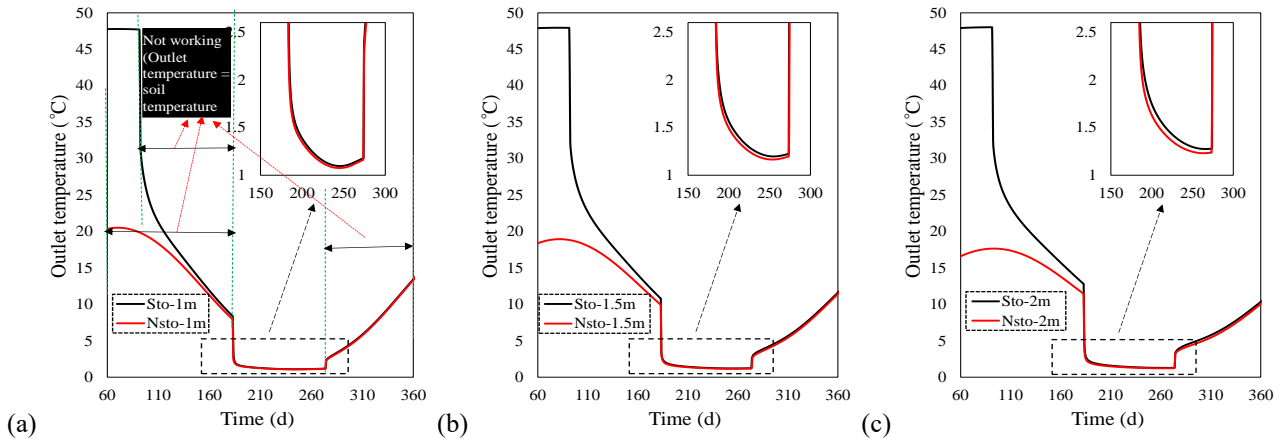 50
45
40
35
30
25
20
15
10
5
0
Outlet temperature (°C)
Not working
(Outlet
temperature =
soil
temperature
2.5
2
1.5
1
150 200 250 300
Sto-1m
Nsto-1m
60 110 160 210 260 310 360
Time (d)
(a)
50
45
40
35
30
25
20
15
10
5
0
Outlet temperature (°C)
2.5
2
1.5
1
150 200 250 300
Sto-1.5m
Nsto-1.5m
60 110 160 210 260 310 360
Time (d)
(b)
50
45
40
35
30
25
20
15
10
5
0
Outlet temperature (°C)
2.5
2
1.5
1
150 200 250 300
Sto-2m
Nsto-2m
60 110 160 210 260 310 360
Time (d)
(c)